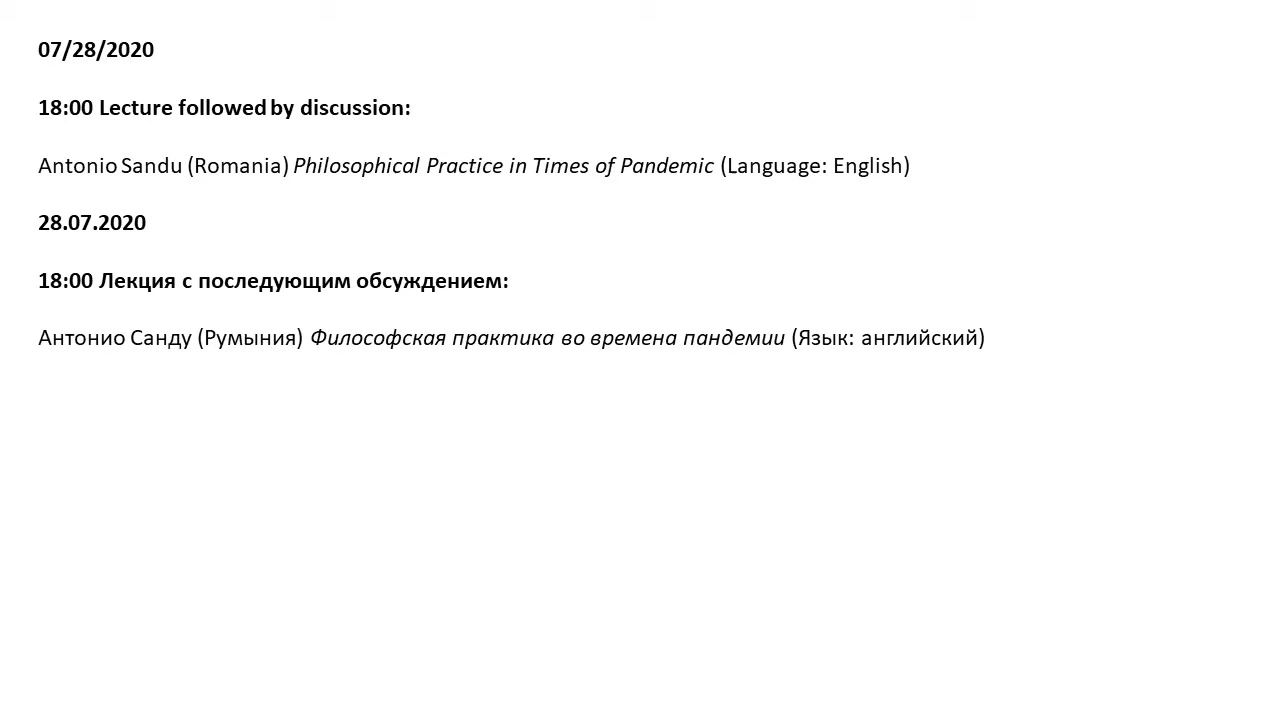 07/28/2020
18:00 Lecture followed by discussion:
Antonio Sandu (Romania) Philosophical Practice in Times of Pandemic (Language: English)
28.07.2020
18:00 Лекция с последующим обсуждением:
Антонио Санду (Румыния) Философская практика во времена пандемии (Язык: английский)